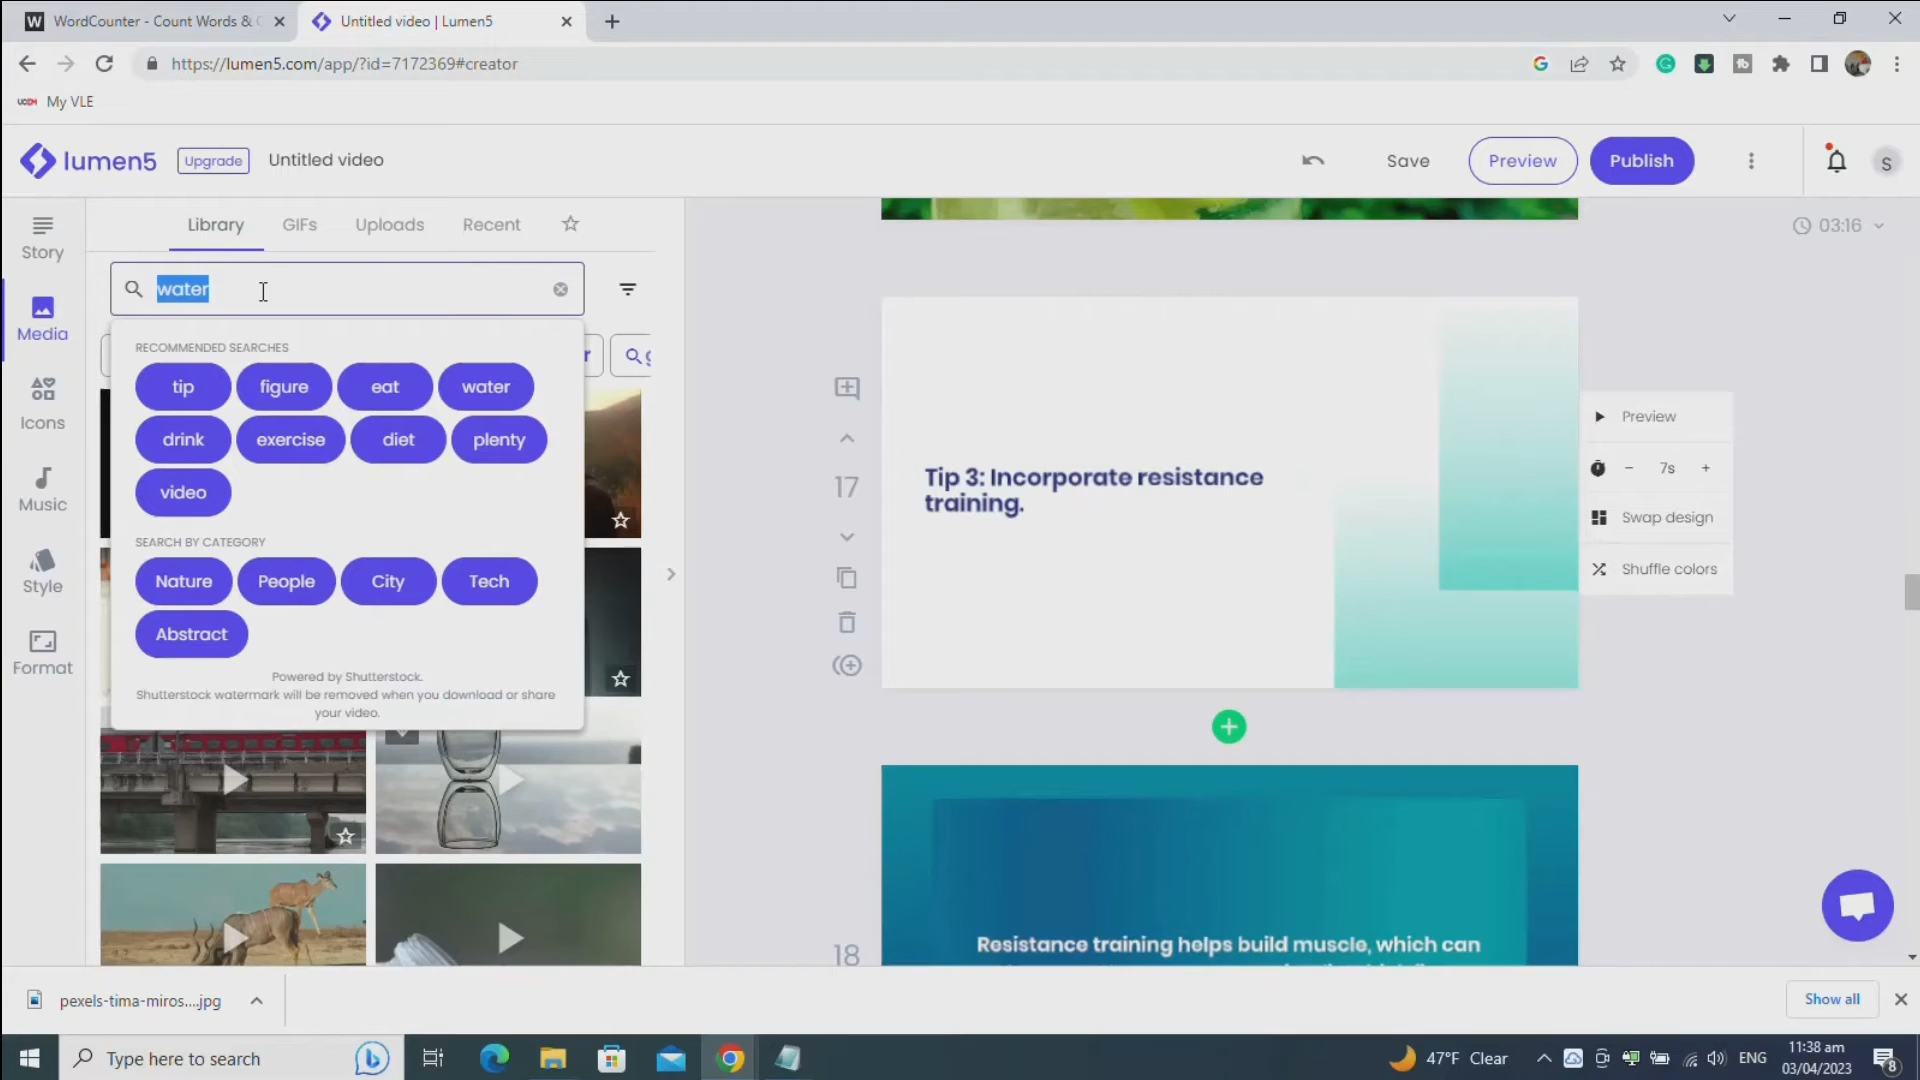 WordCounter - Count Words & C
Untitled video | Lumen5
https://lumen5.com/app/?id=7172369#creator
UCEM My VLE
lumen5
Upgrade
Untitled video
Save
Preview
Publish
S
Story
Media
Icons
Music
Style
Format
Library
GIFs
Uploads
Recent
water
RECOMMENDED SEARCHES
tip
figure
eat
water
drink
exercise
diet
plenty
video
SEARCH BY CATEGORY
Nature
People
City
Tech
Abstract
Powered by Shutterstock.
Shutterstock watermark will be removed when you download or share
your video.
03:16
17
Tip 3: Incorporate resistance
training.
Preview
7s
Swap design
Shuffle colors
18
Resistance training helps build muscle, which can
pexels-tima-miros....jpg
Show all
Type here to search
47°F Clear
ENG
11:38 am
03/04/2023
8